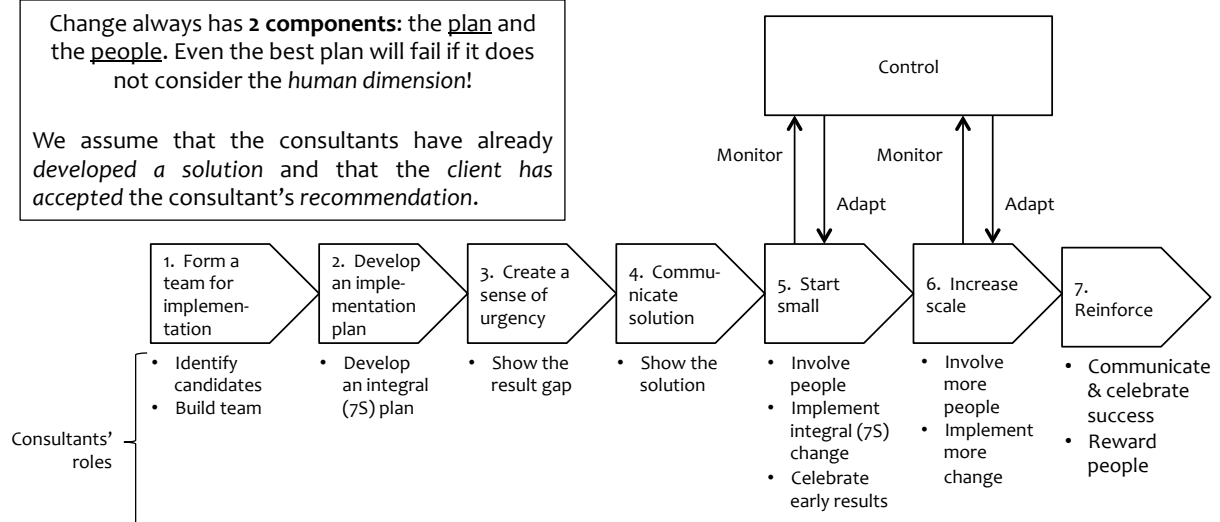 Change always has 2 components: the plan and
the people. Even the best plan will fail if it does
not consider the human dimension!
We assume that the consultants have already
developed a solution and that the client has
accepted the consultant's recommendation.
Control
Monitor
Adapt
Monitor
Adapt
1. Form a
team for
implemen-
tation
2. Develop
an imple-
mentation
plan
3. Create a
sense of
urgency
4. Commu-
nicate
solution
5. Start
small
6. Increase
scale
7.
Reinforce
Consultants'
roles
• Identify
candidates
• Build team
• Develop
an integral
(7S) plan
• Show the
result gap
• Show the
solution
• Involve
people
• Implement
integral (7S)
change
• Celebrate
early results
• Involve
more
people
• Implement
more
change
• Communicate
& celebrate
success
• Reward
people